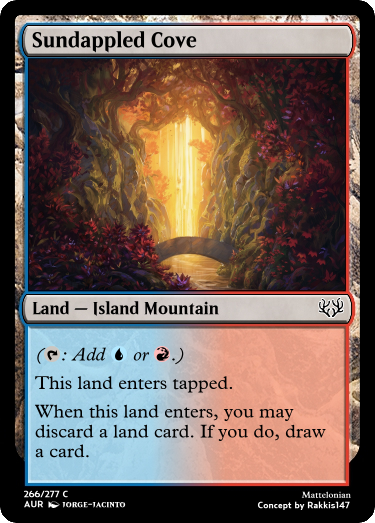 Sundappled Cove
Land — Island Mountain
(: Add or .)
This land enters tapped.
When this land enters, you may
discard a land card. If you do, draw
a card.
266/277 C
Mattelonian
AUR JORGE-JACINTO
Concept by Rakkis147